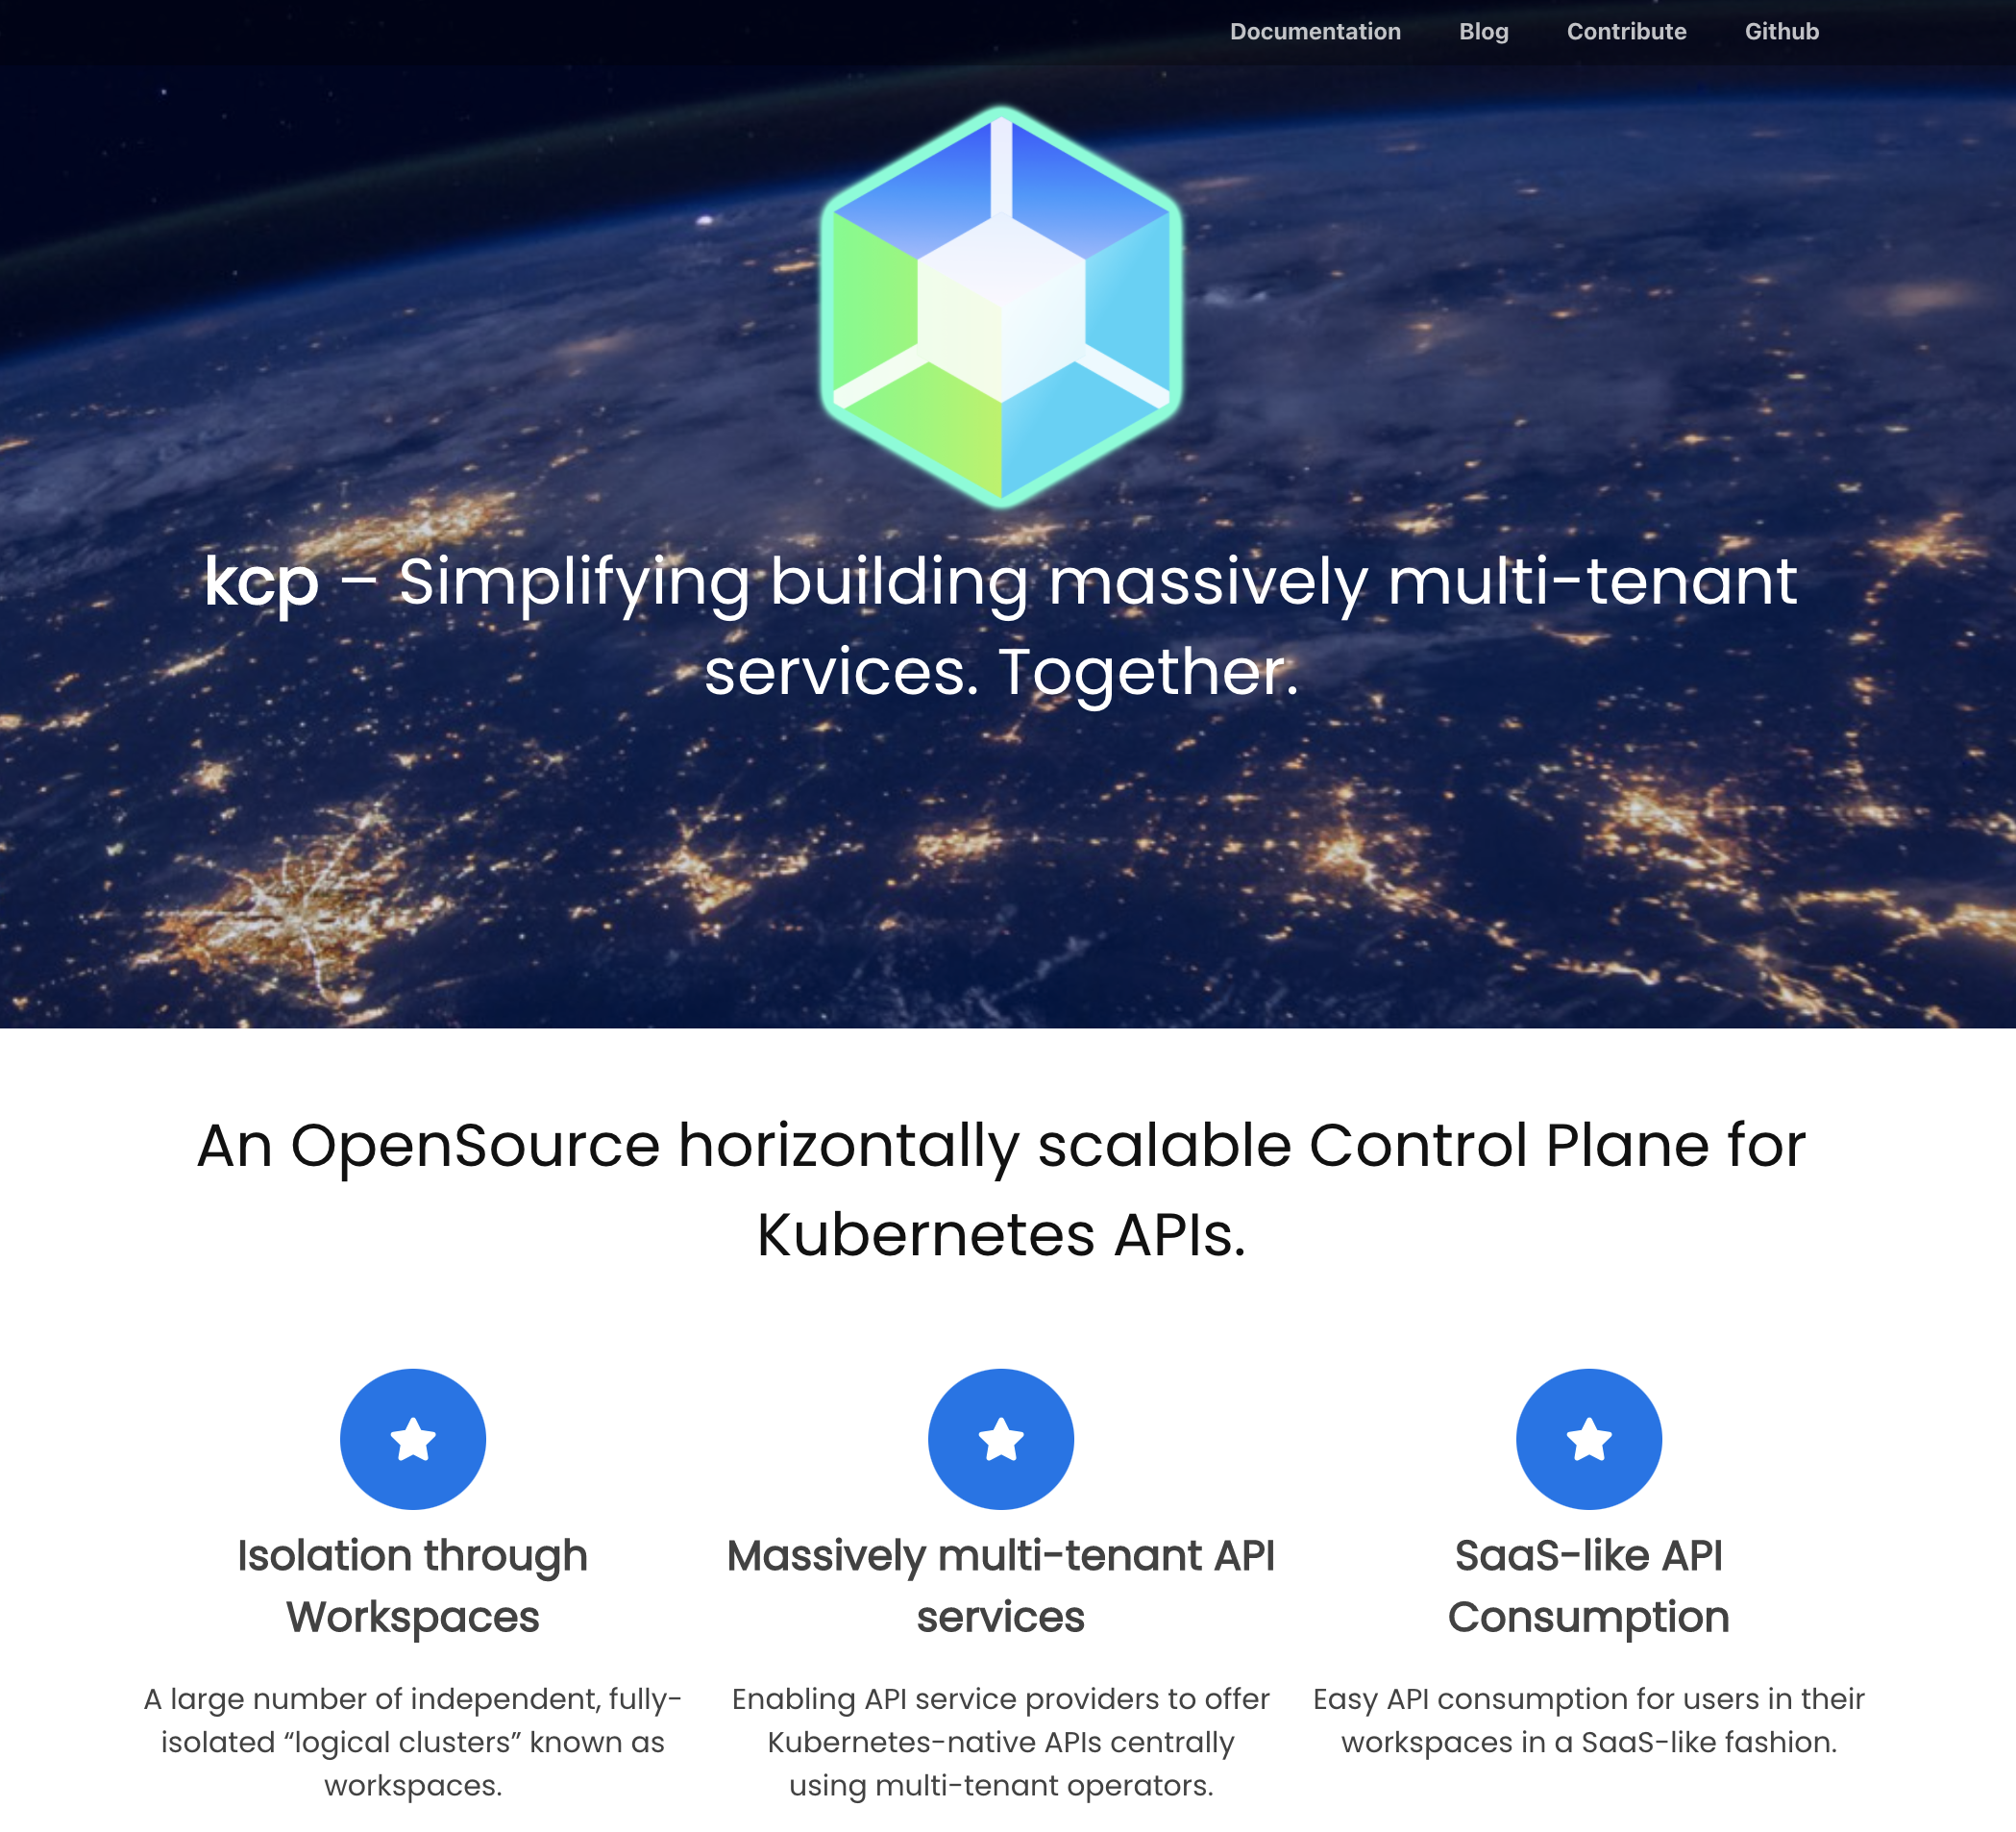 Documentation Blog Contribute Github
kcp – Simplifying building massively multi-tenant
services. Together.
An OpenSource horizontally scalable Control Plane for
Kubernetes APIs.
Isolation through
Workspaces
A large number of independent, fully-
isolated “logical clusters” known as
workspaces.
Massively multi-tenant API
services
Enabling API service providers to offer
Kubernetes-native APIs centrally
using multi-tenant operators.
SaaS-like API
Consumption
Easy API consumption for users in their
workspaces in a SaaS-like fashion.